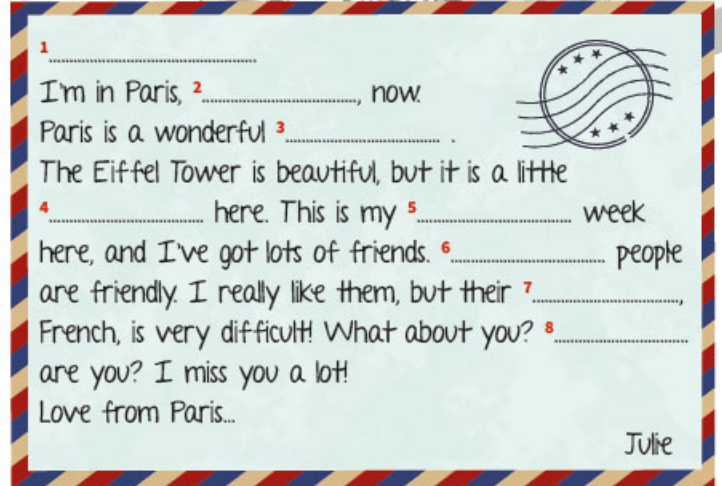 1....................
I'm in Paris, 2...................., now.
Paris is a wonderful 3.................... .
The Eiffel Tower is beautiful, but it is a little
4.................... here. This is my 5.................... week
here, and I've got lots of friends. 6.................... people
are friendly. I really like them, but their 7....................,
French, is very difficult! What about you? 8....................
are you? I miss you a lot!
Love from Paris...
Julie